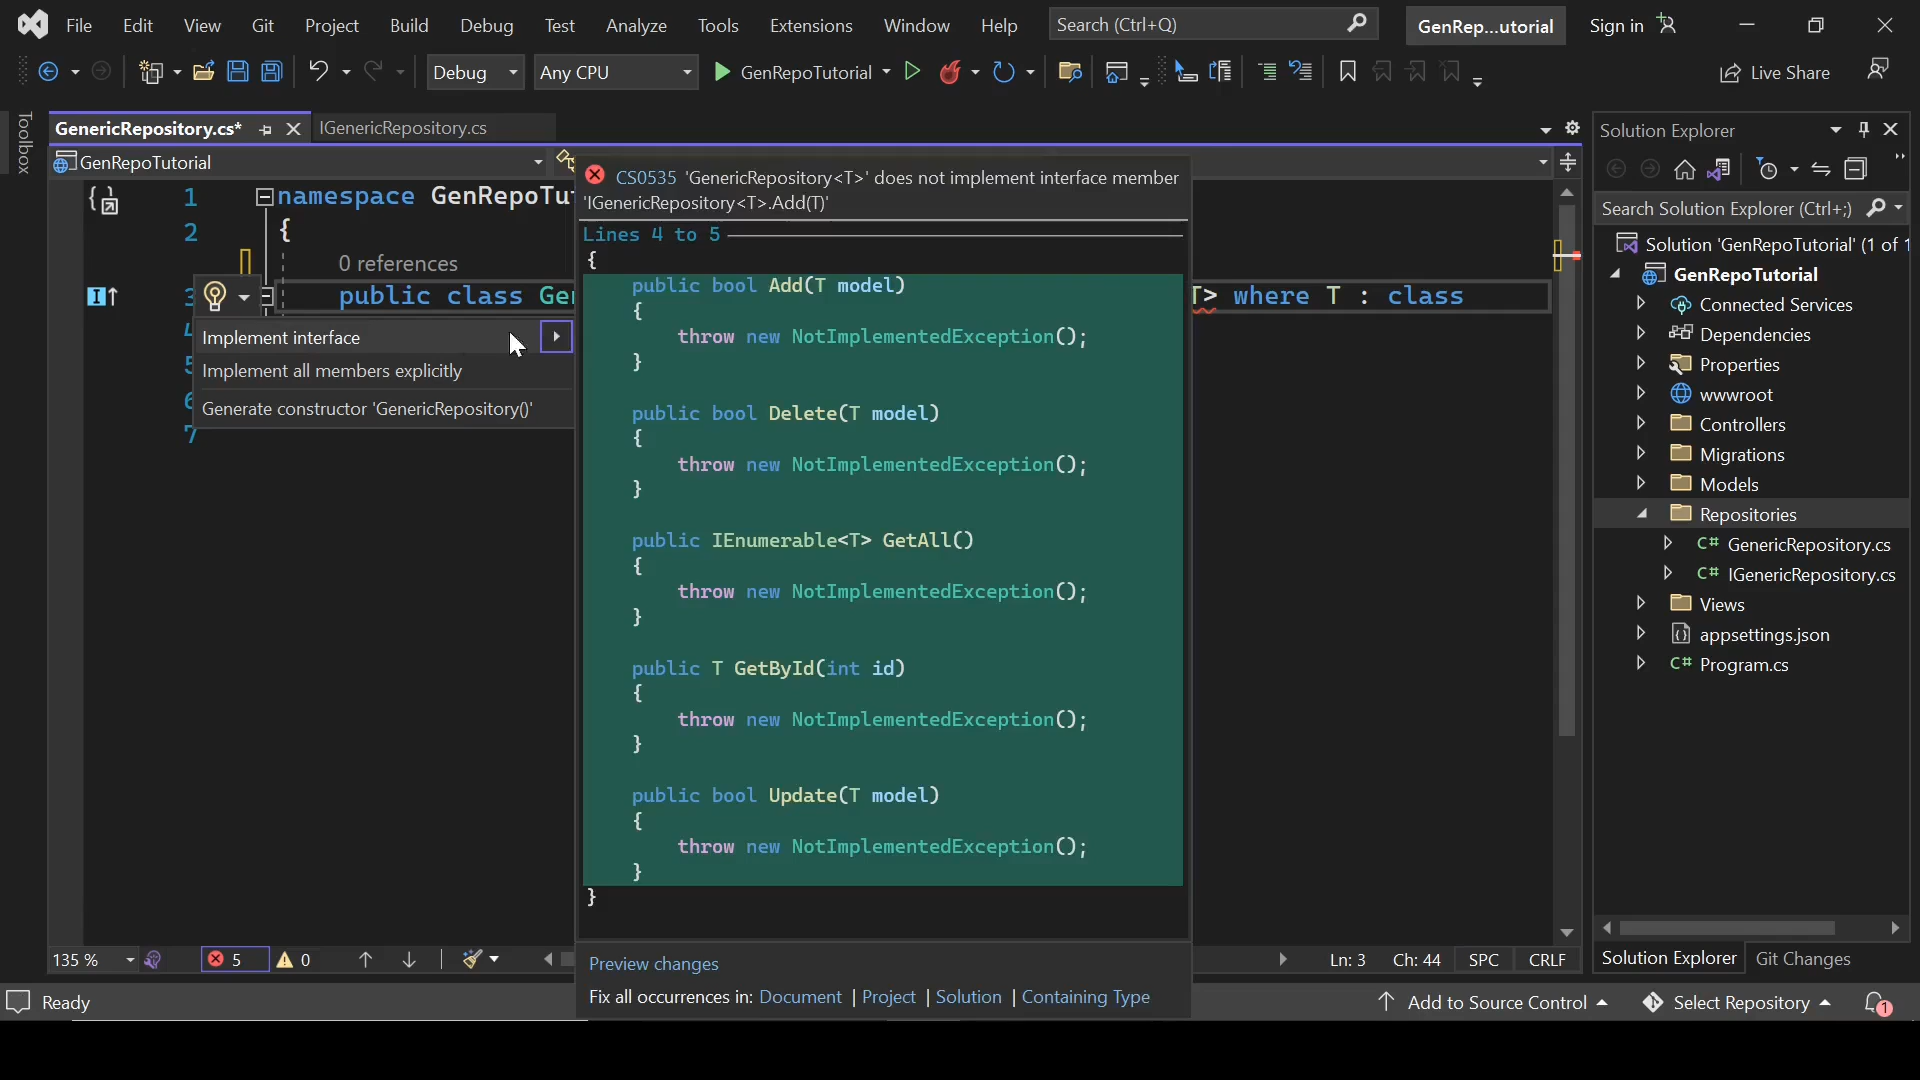 File Edit View Git Project Build Debug Test Analyze Tools Extensions Window Help Search (Ctrl+Q) GenRep...utorial Sign in
Debug Any CPU GenRepoTutorial Live Share
Toolbox
GenericRepository.cs* IGenericRepository.cs
GenRepoTutorial
1 namespace GenRepoTu
2 {
0 references
3 public class Ge
T> where T : class
4
5
6
7
Implement interface
Implement all members explicitly
Generate constructor 'GenericRepository()'
CS0535 'GenericRepository<T>' does not implement interface member
'IGenericRepository<T>.Add(T)'
Lines 4 to 5
{
public bool Add(T model)
{
throw new NotImplementedException();
}
public bool Delete(T model)
{
throw new NotImplementedException();
}
public IEnumerable<T> GetAll()
{
throw new NotImplementedException();
}
public T GetById(int id)
{
throw new NotImplementedException();
}
public bool Update(T model)
{
throw new NotImplementedException();
}
}
Preview changes
Fix all occurrences in: Document | Project | Solution | Containing Type
Solution Explorer
Search Solution Explorer (Ctrl+;)
Solution 'GenRepoTutorial' (1 of 1
GenRepoTutorial
Connected Services
Dependencies
Properties
wwwroot
Controllers
Migrations
Models
Repositories
C# GenericRepository.cs
C# IGenericRepository.cs
Views
appsettings.json
C# Program.cs
135 % 5 0 Ln: 3 Ch: 44 SPC CRLF
Solution Explorer Git Changes
Ready Add to Source Control Select Repository 1